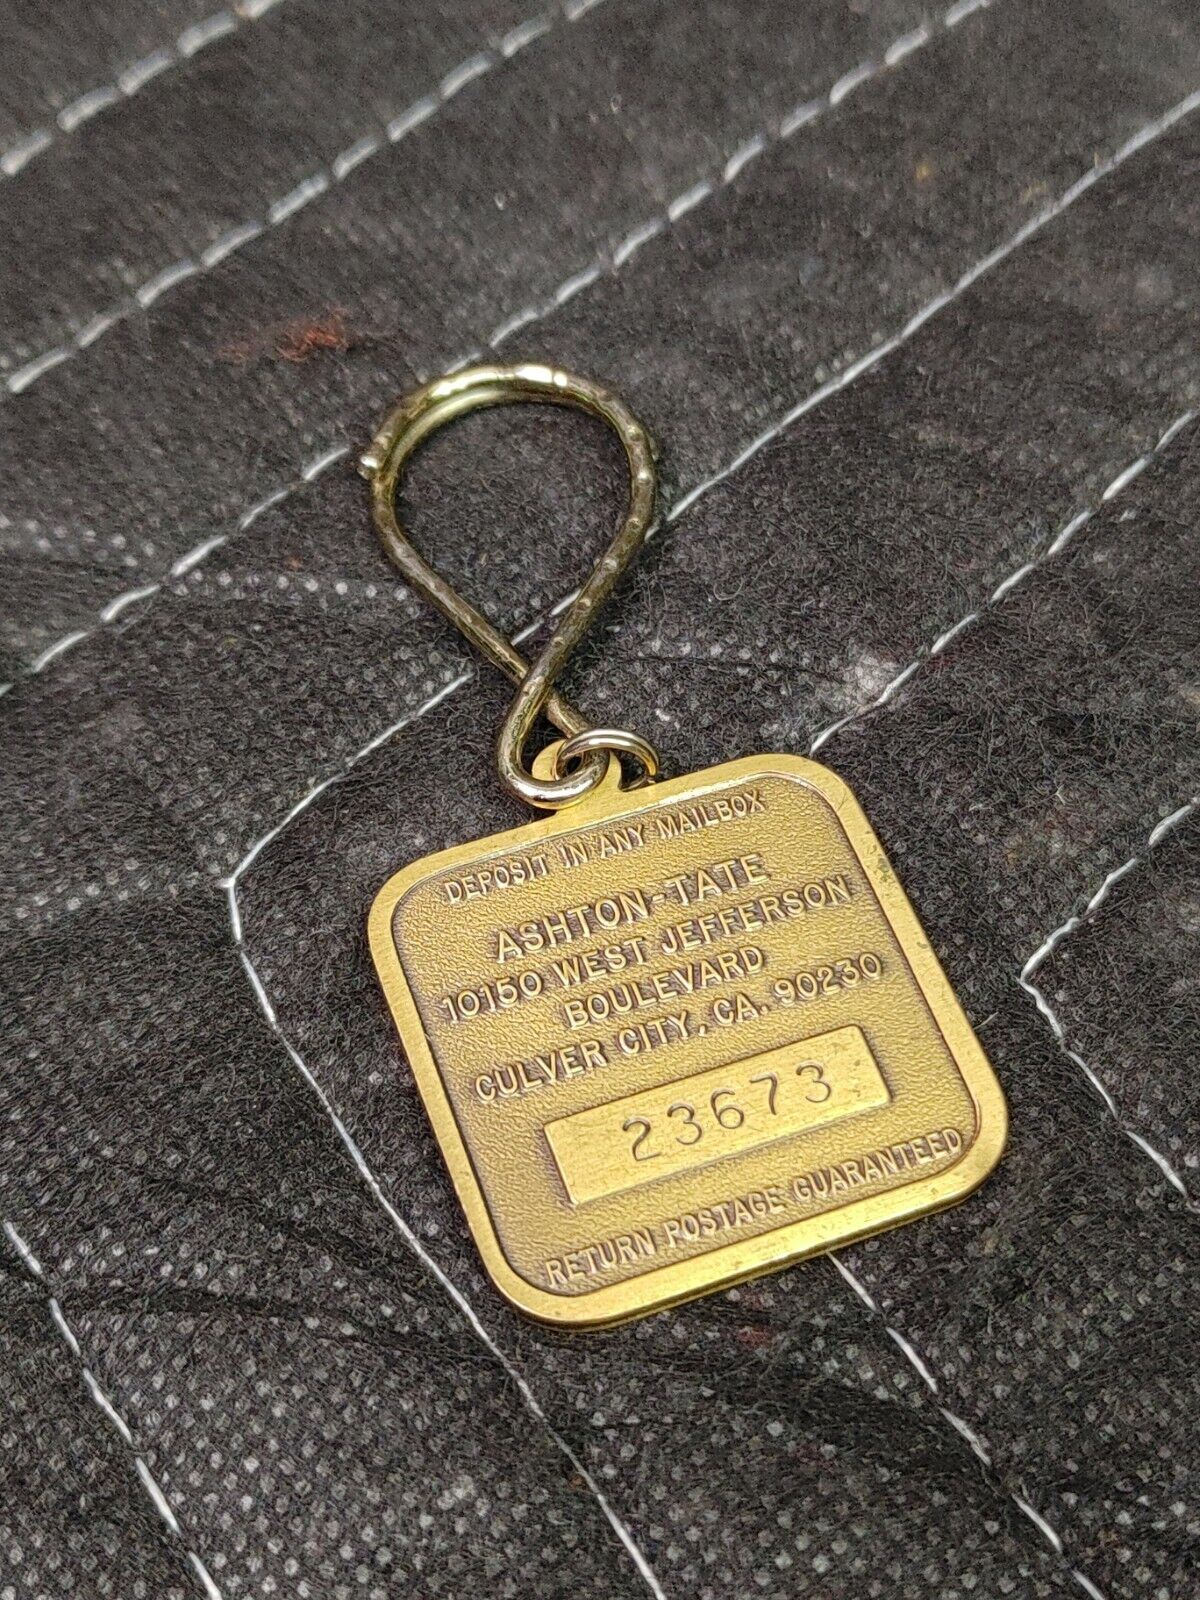 DEPOSIT IN ANY MAILBOX
ASHTON-TATE
10150 WEST JEFFERSON
BOULEVARD
CULVER CITY, CA. 90230
23673
RETURN POSTAGE GUARANTEED